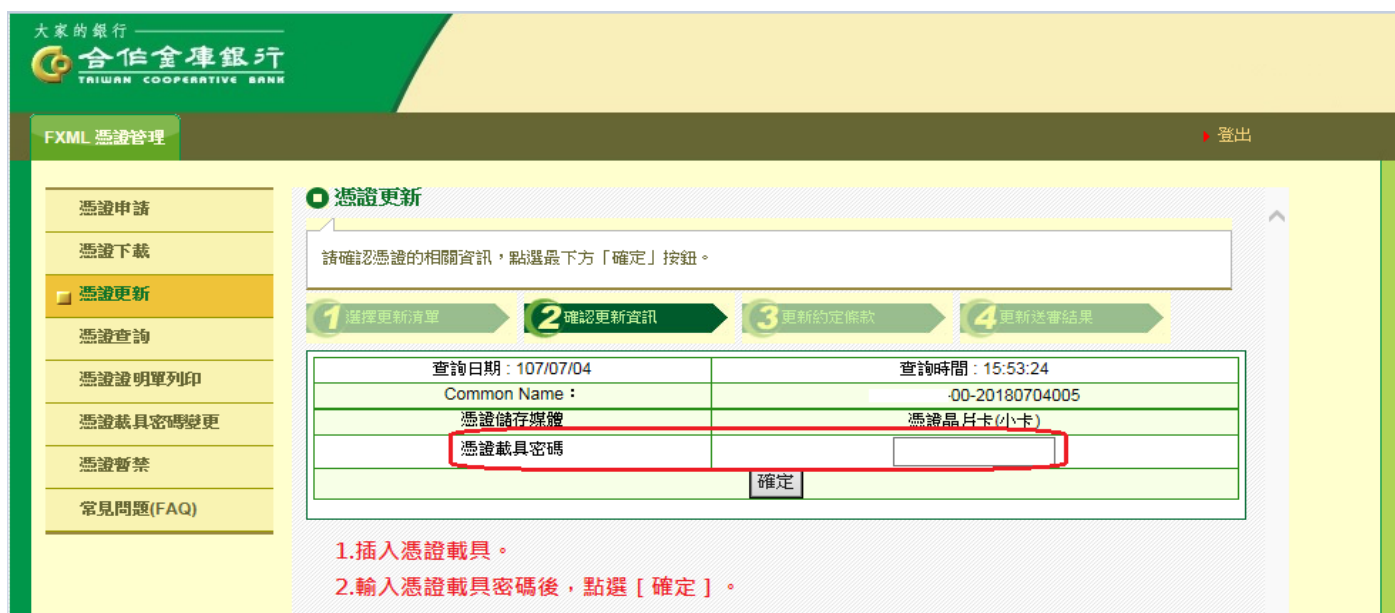 大家的銀行
合作金庫銀行
TAIWAN COOPERATIVE BANK
FXML 憑證管理
登出
憑證申請
憑證下載
憑證更新
憑證查詢
憑證證明單列印
憑證載具密碼變更
憑證暫禁
常見問題(FAQ)
憑證更新
請確認憑證的相關資訊，點選最下方「確定」按鈕。
1 選擇更新清單 2 確認更新資訊 3 更新約定條款 4 更新送審結果
查詢日期 : 107/07/04 查詢時間 : 15:53:24
Common Name： -00-20180704005
憑證儲存媒體 憑證晶片卡(小卡)
憑證載具密碼
確定
1.插入憑證載具。
2.輸入憑證載具密碼後，點選 [ 確定 ] 。